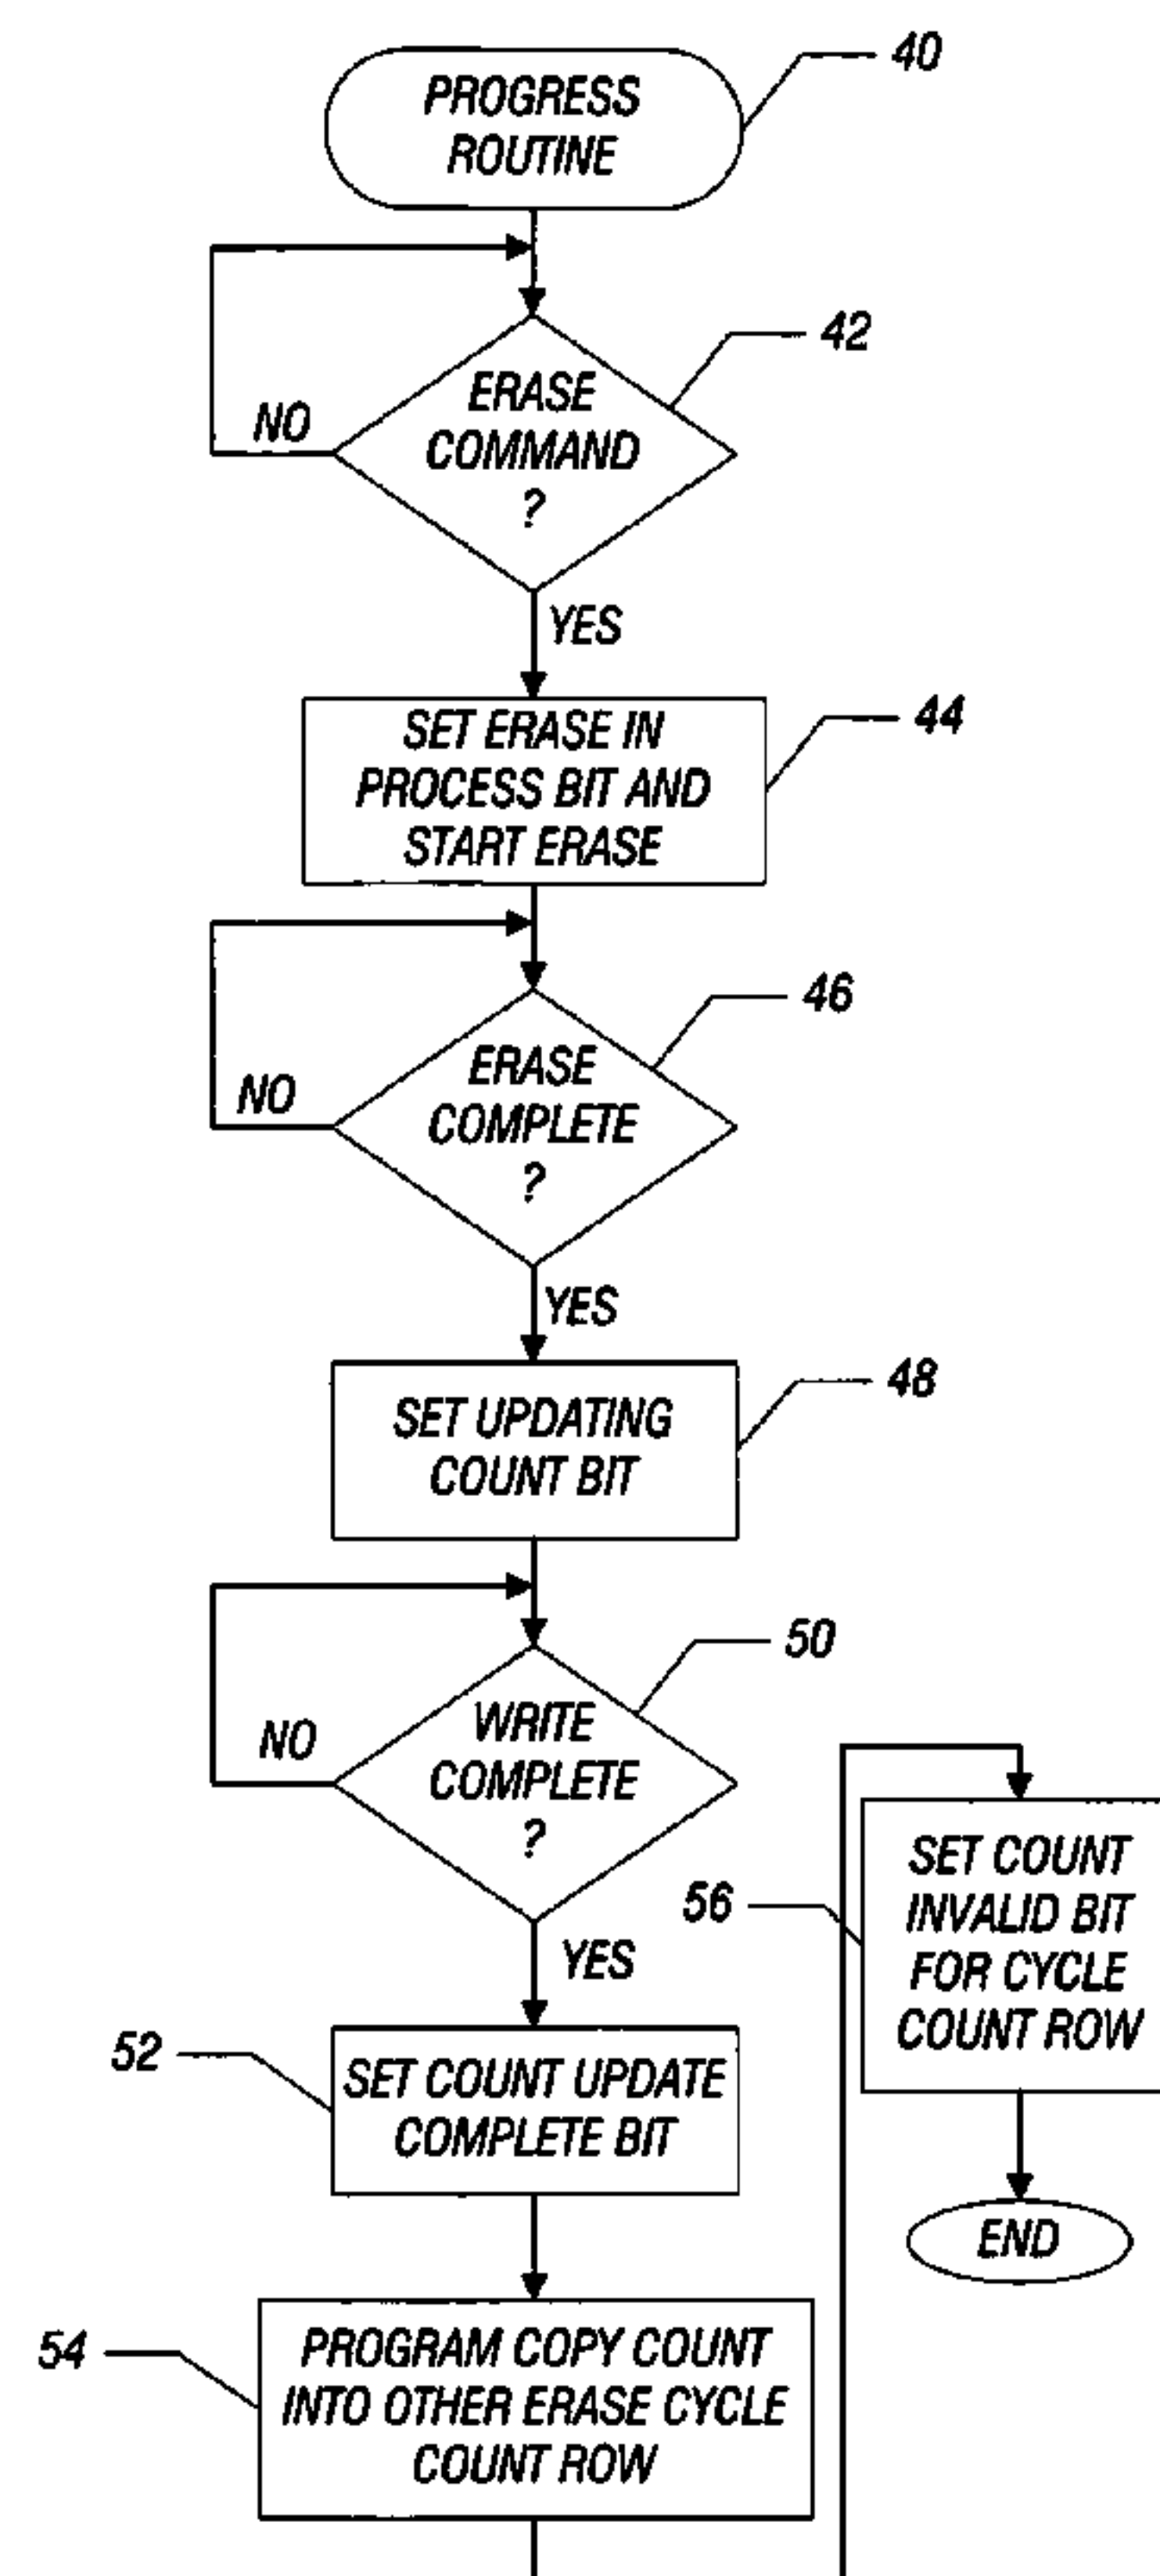 PROGRESS
ROUTINE
40
ERASE
COMMAND
?
42
NO
YES
SET ERASE IN
PROCESS BIT AND
START ERASE
44
ERASE
COMPLETE
?
46
NO
YES
SET UPDATING
COUNT BIT
48
WRITE
COMPLETE
?
50
NO
YES
52
SET COUNT UPDATE
COMPLETE BIT
54
PROGRAM COPY COUNT
INTO OTHER ERASE CYCLE
COUNT ROW
56
SET COUNT
INVALID BIT
FOR CYCLE
COUNT ROW
END